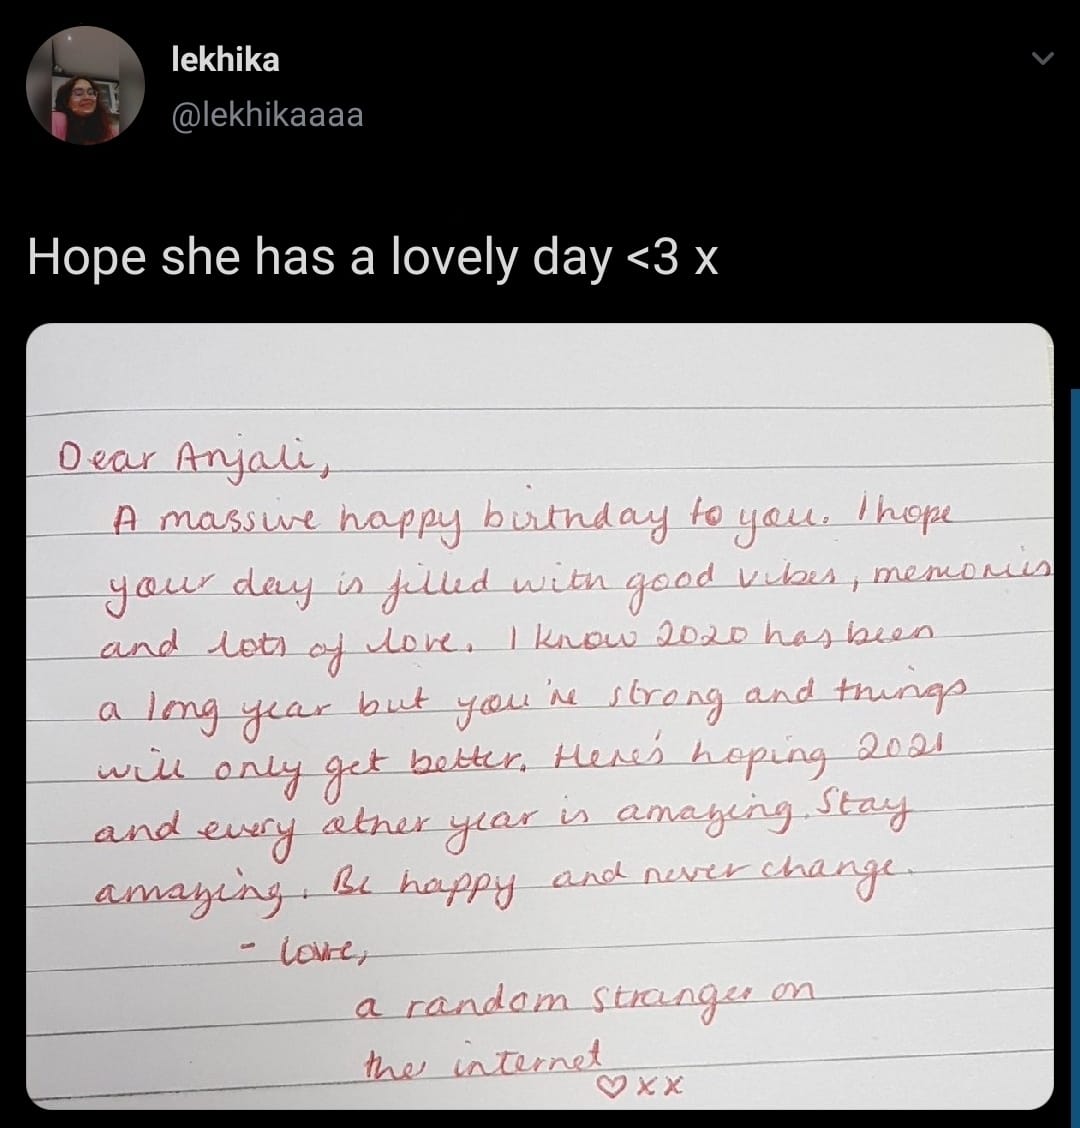 lekhika
@lekhikaaaa
Hope she has a lovely day <3 x
Dear Anjali,
A massive happy birthday to you. I hope
your day is filled with good vibes, memories
and lots of love. I know 2020 has been
a long year but you're strong and things
will only get better. Here's hoping 2021
and every other year is amazing. Stay
amazing. Be happy and never change.
- Love,
a random stranger on
the internet
♡xx